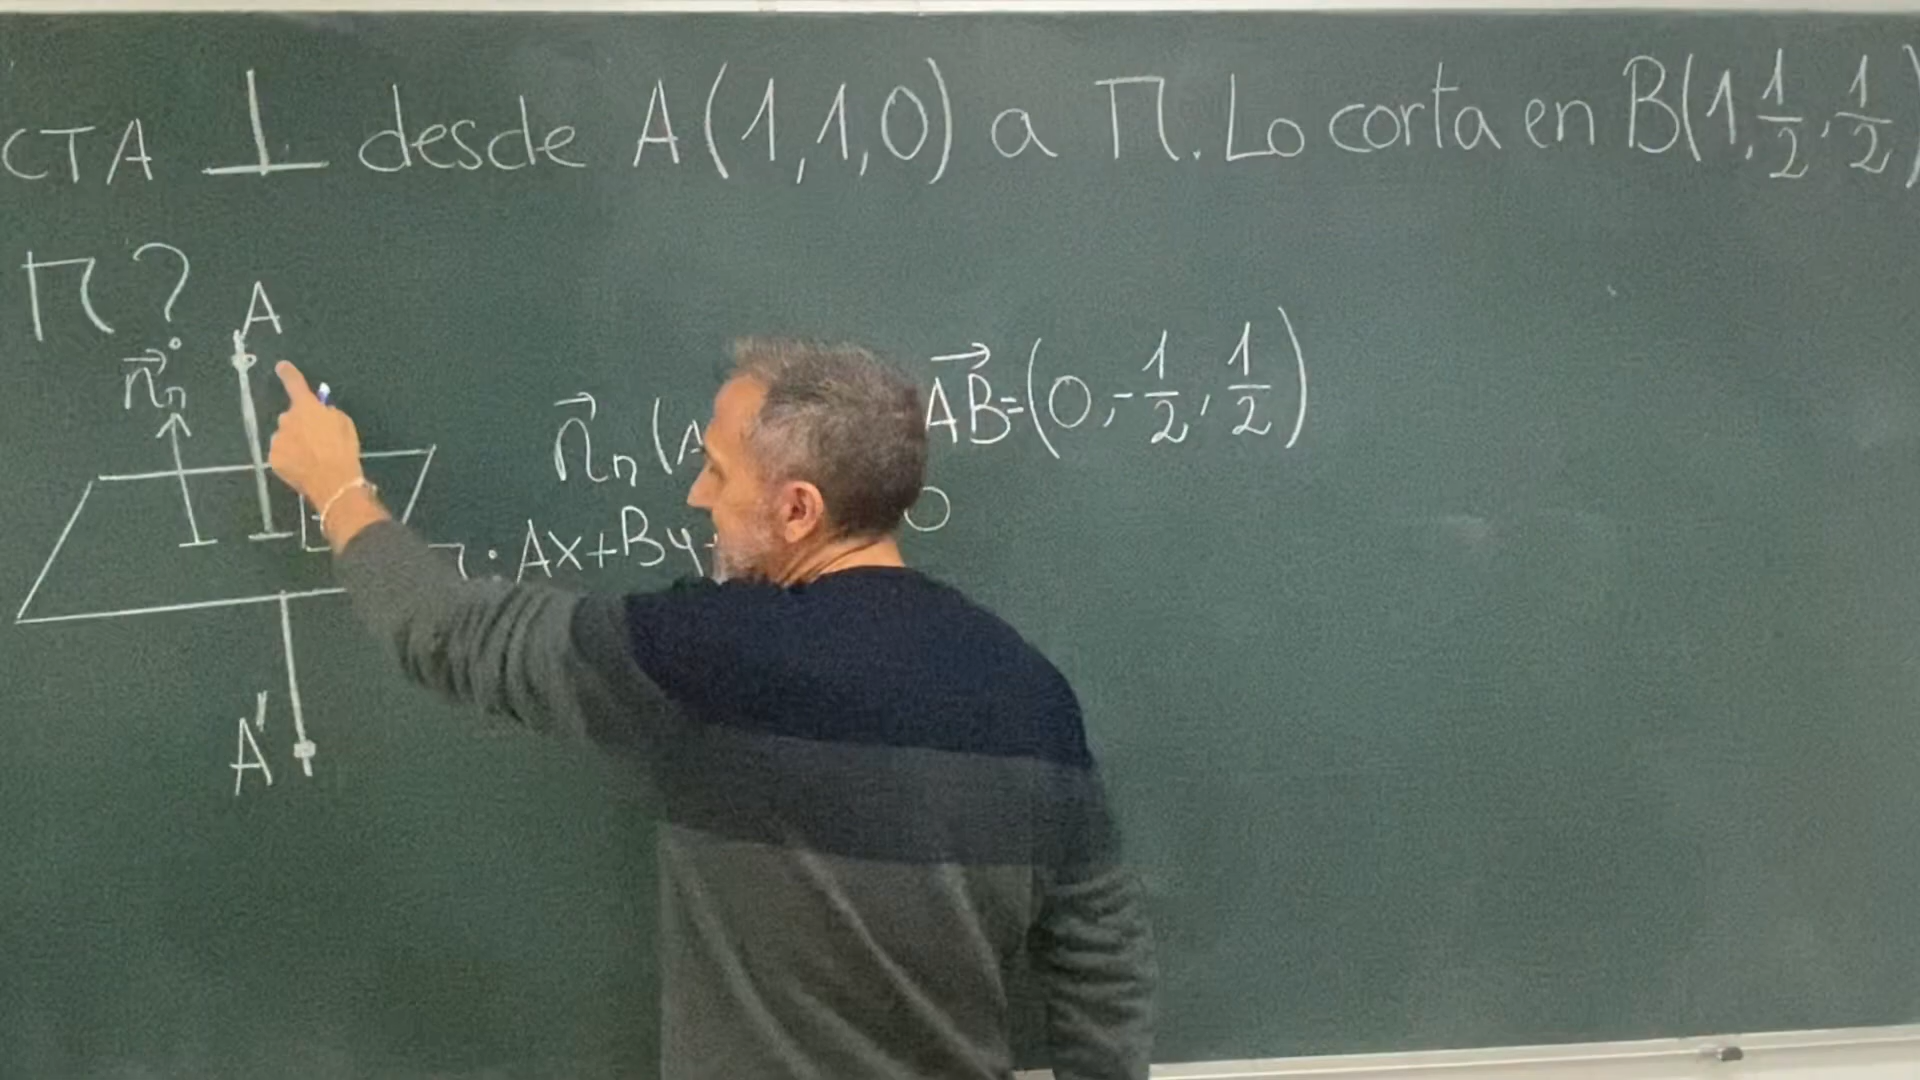 CTA ⊥ desde A(1,1,0) a Π. Lo corta en B(1,1/2,1/2)
Π?
A
n⃗π
n⃗π (A
AB⃗=(0,-1/2,1/2)
Ax+By
0
A'